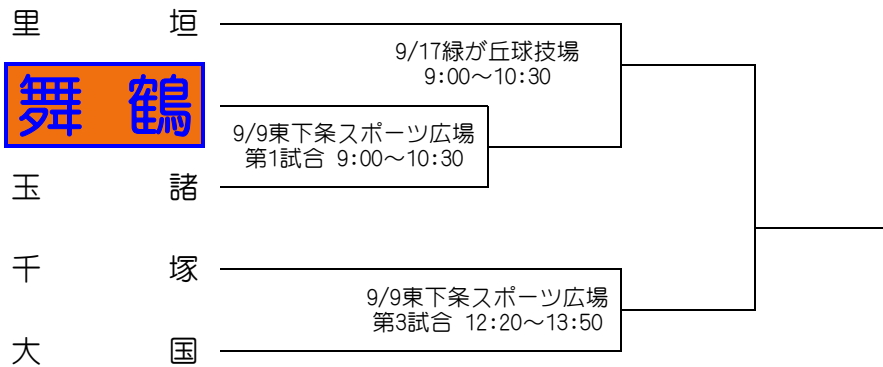 里垣
9/17緑が丘球技場
9:00～10:30
舞鶴
9/9東下条スポーツ広場
第1試合 9:00～10:30
玉諸
千塚
9/9東下条スポーツ広場
第3試合 12:20～13:50
大国